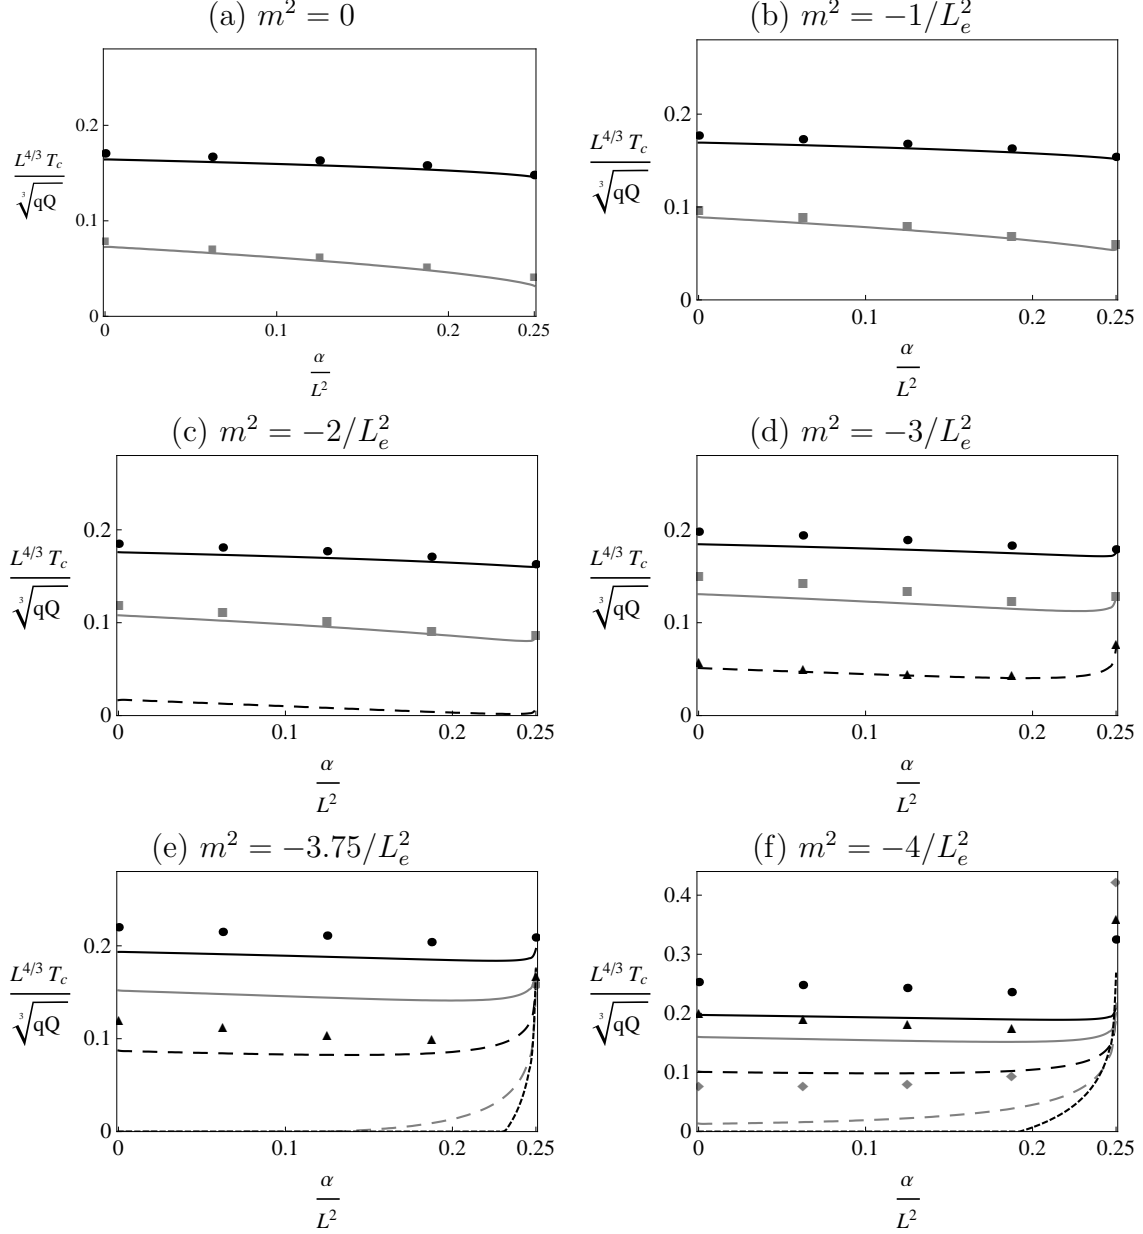 (a) m² = 0
L^{4/3} T_c / ∛qQ
0.2
0.1
0
0 0.1 0.2 0.25
α / L²
(b) m² = −1/L_e²
L^{4/3} T_c / ∛qQ
0.2
0.1
0
0 0.1 0.2 0.25
α / L²
(c) m² = −2/L_e²
L^{4/3} T_c / ∛qQ
0.2
0.1
0
0 0.1 0.2 0.25
α / L²
(d) m² = −3/L_e²
L^{4/3} T_c / ∛qQ
0.2
0.1
0
0 0.1 0.2 0.25
α / L²
(e) m² = −3.75/L_e²
L^{4/3} T_c / ∛qQ
0.2
0.1
0
0 0.1 0.2 0.25
α / L²
(f) m² = −4/L_e²
L^{4/3} T_c / ∛qQ
0.4
0.3
0.2
0.1
0
0 0.1 0.2 0.25
α / L²